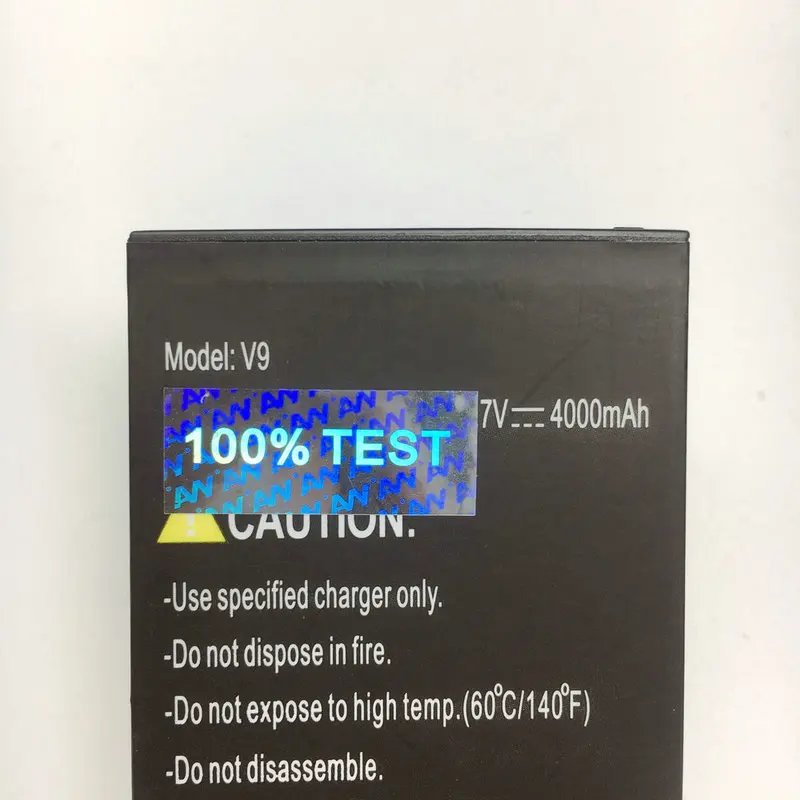 Model: V9
7V⎓4000mAh
100% TEST
CAUTION:
-Use specified charger only.
-Do not dispose in fire.
-Do not expose to high temp.(60°C/140°F)
-Do not disassemble.